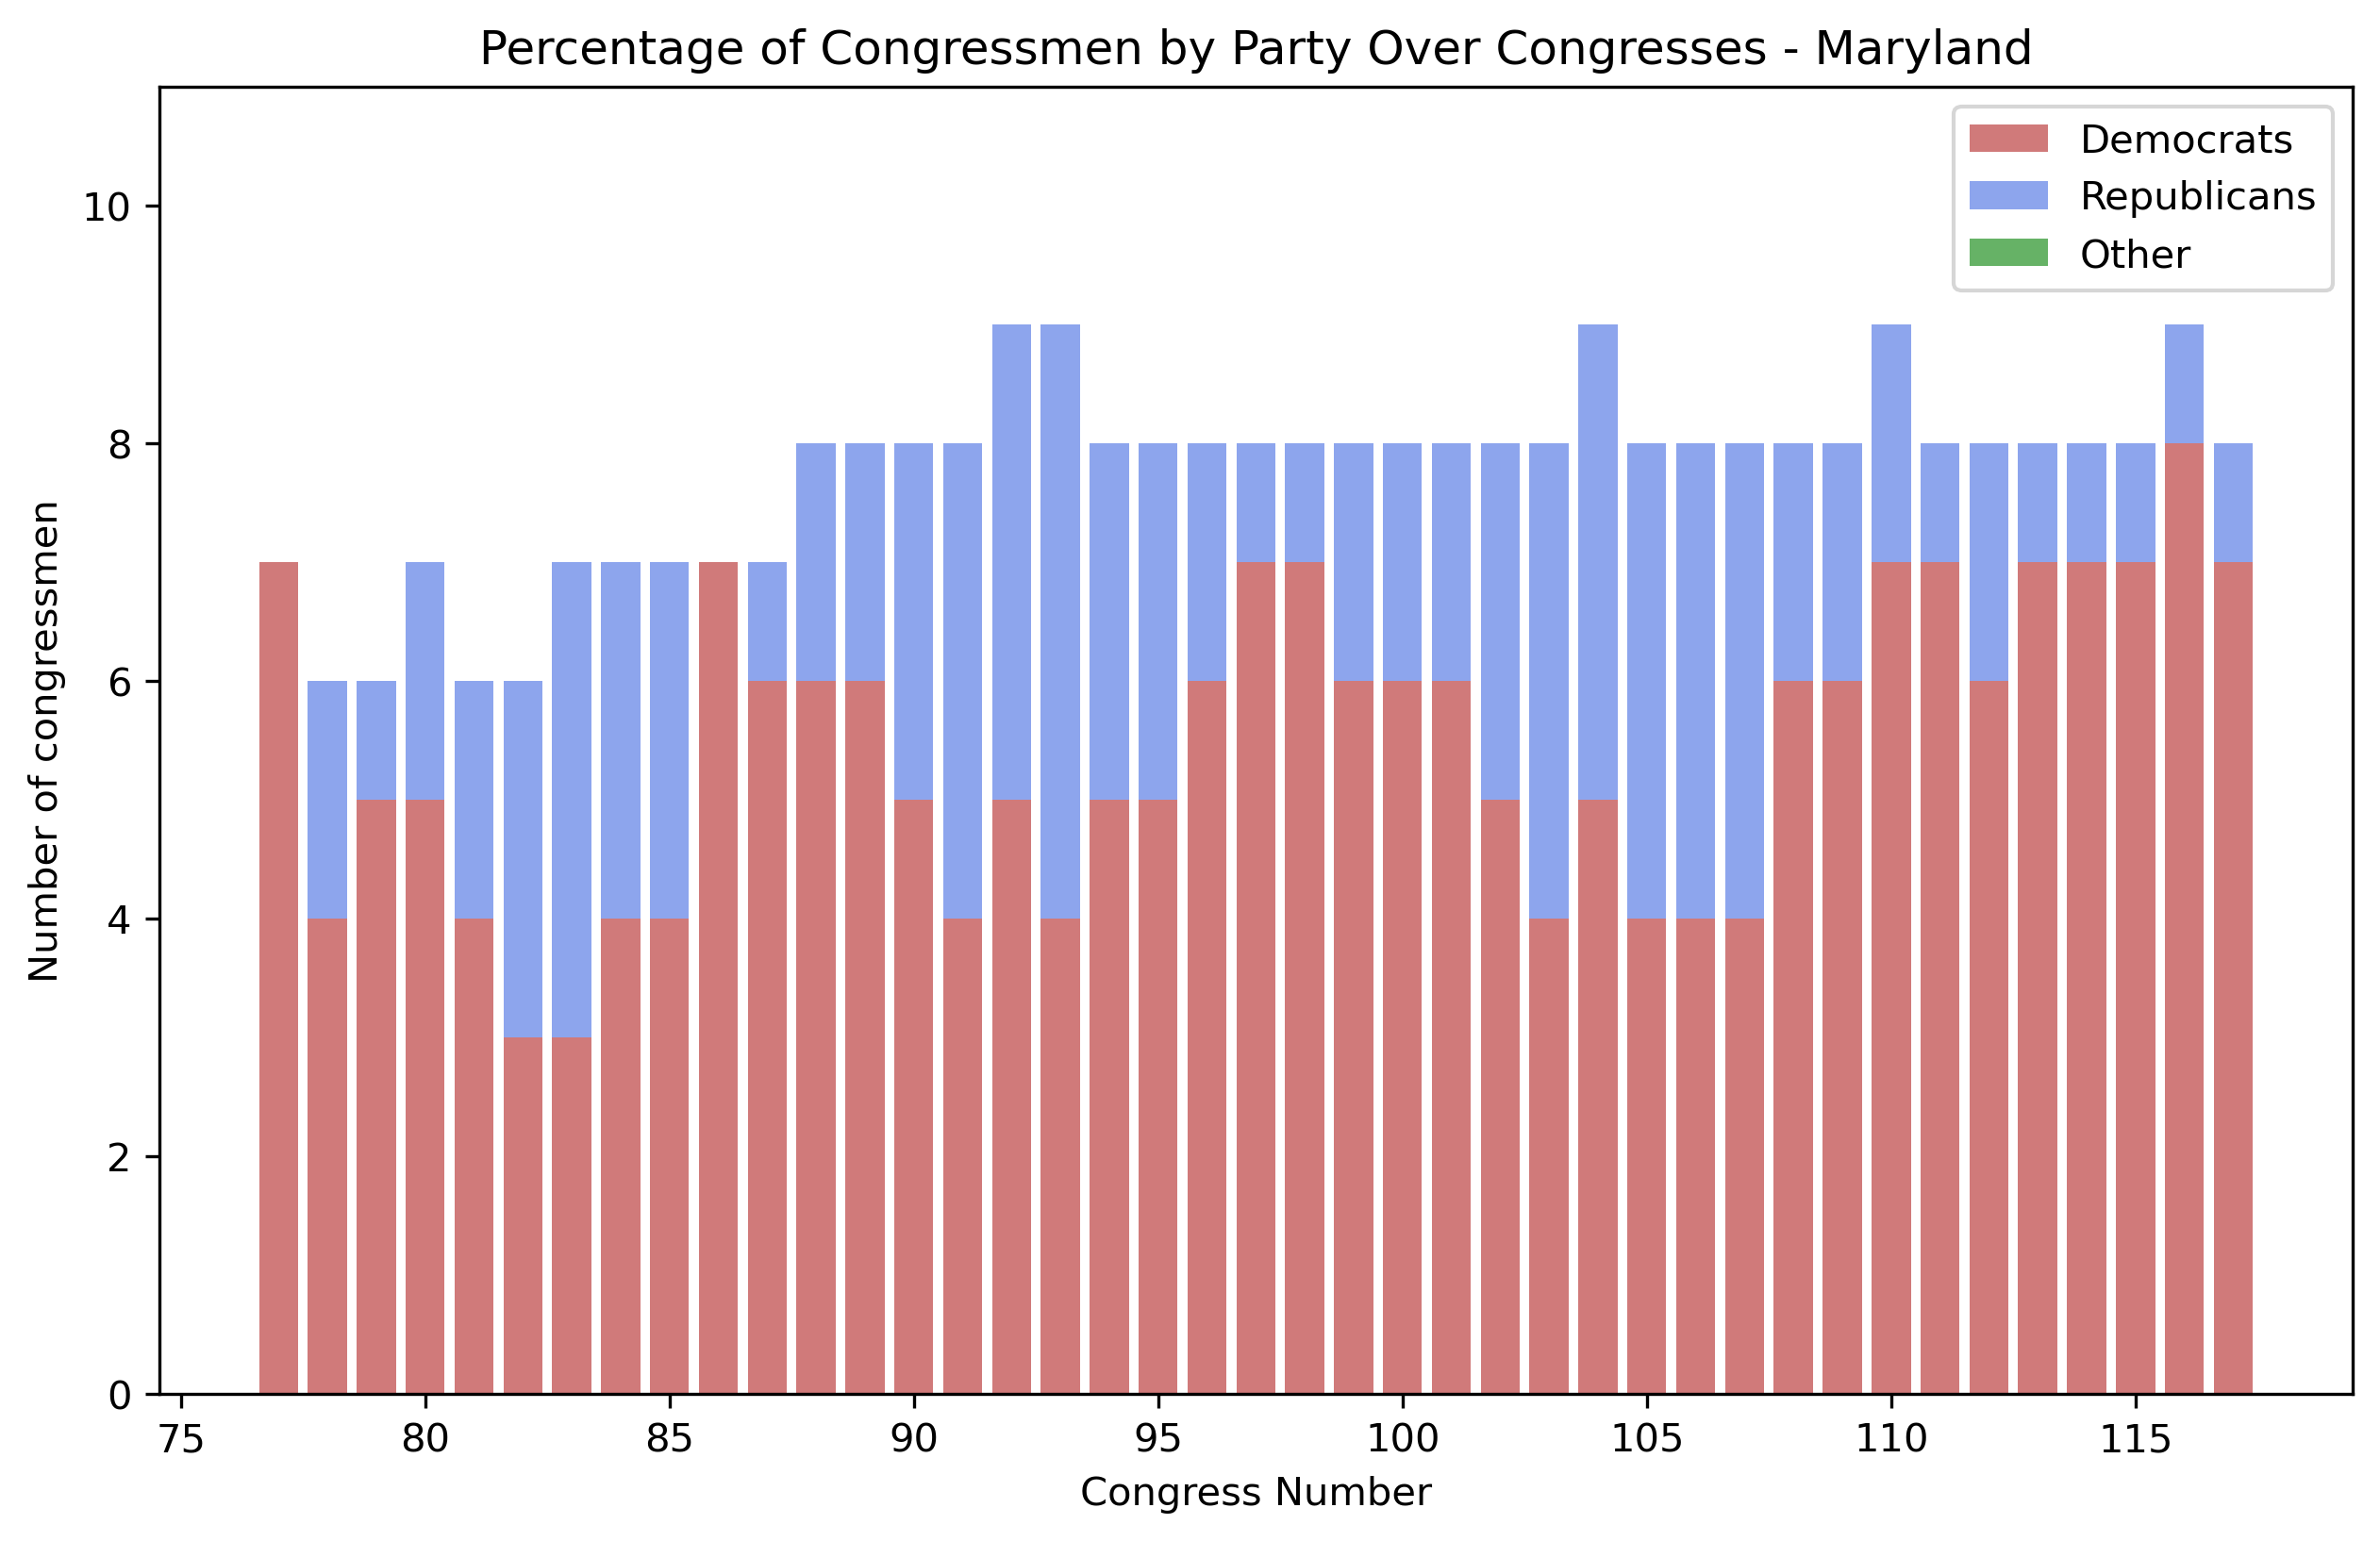 Percentage of Congressmen by Party Over Congresses - Maryland
Democrats
Republicans
Other
Number of congressmen
10
8
6
4
2
0
75 80 85 90 95 100 105 110 115
Congress Number